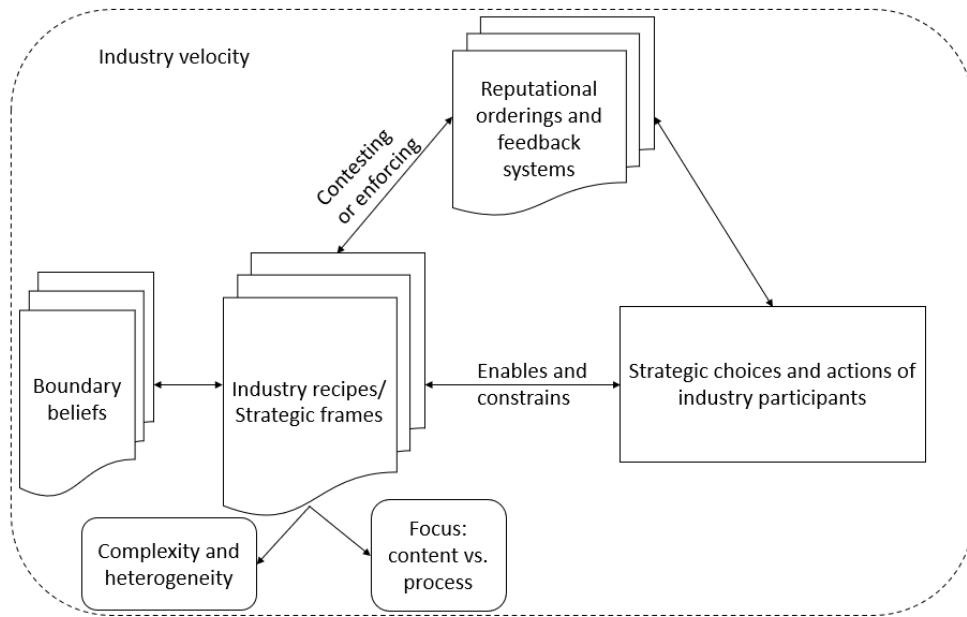 Industry velocity
Reputational
orderings and
feedback
systems
Contesting
or enforcing
Boundary
beliefs
Industry recipes/
Strategic frames
Enables and
constrains
Strategic choices and actions of
industry participants
Complexity and
heterogeneity
Focus:
content vs.
process